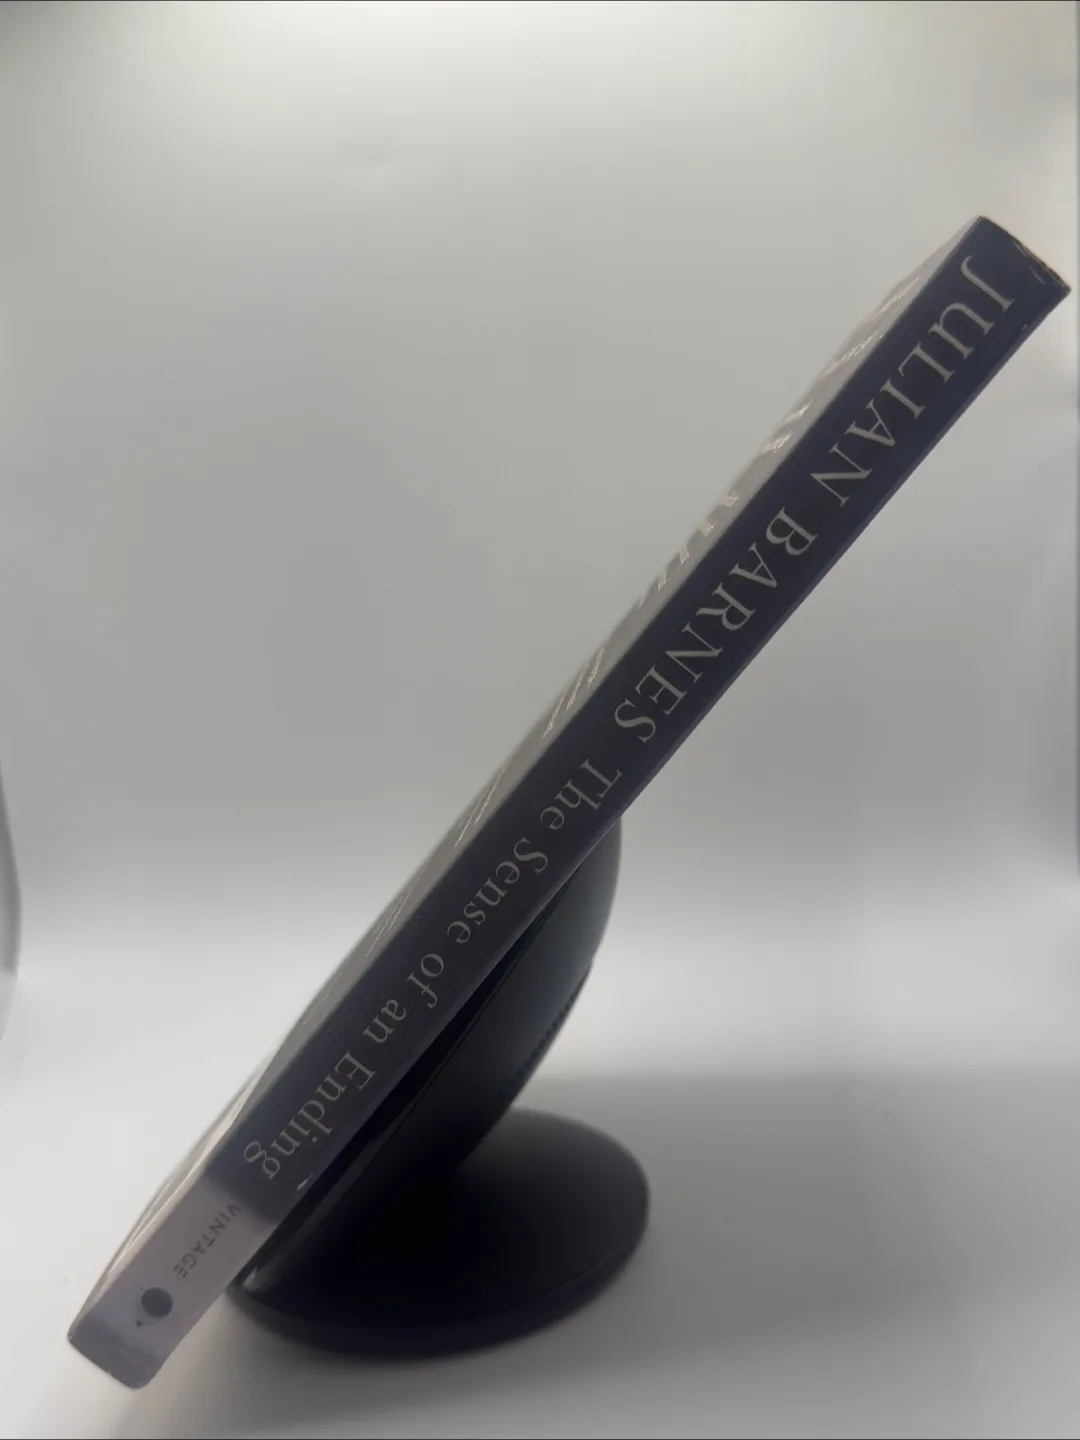 JULIAN BARNES The Sense of an Ending
VINTAGE